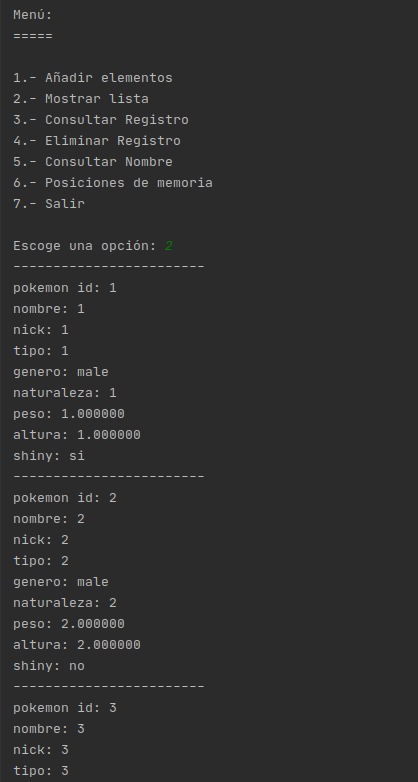 Menú:
=====
1.- Añadir elementos
2.- Mostrar lista
3.- Consultar Registro
4.- Eliminar Registro
5.- Consultar Nombre
6.- Posiciones de memoria
7.- Salir
Escoge una opción: 2
------------------------
pokemon id: 1
nombre: 1
nick: 1
tipo: 1
genero: male
naturaleza: 1
peso: 1.000000
altura: 1.000000
shiny: si
------------------------
pokemon id: 2
nombre: 2
nick: 2
tipo: 2
genero: male
naturaleza: 2
peso: 2.000000
altura: 2.000000
shiny: no
------------------------
pokemon id: 3
nombre: 3
nick: 3
tipo: 3